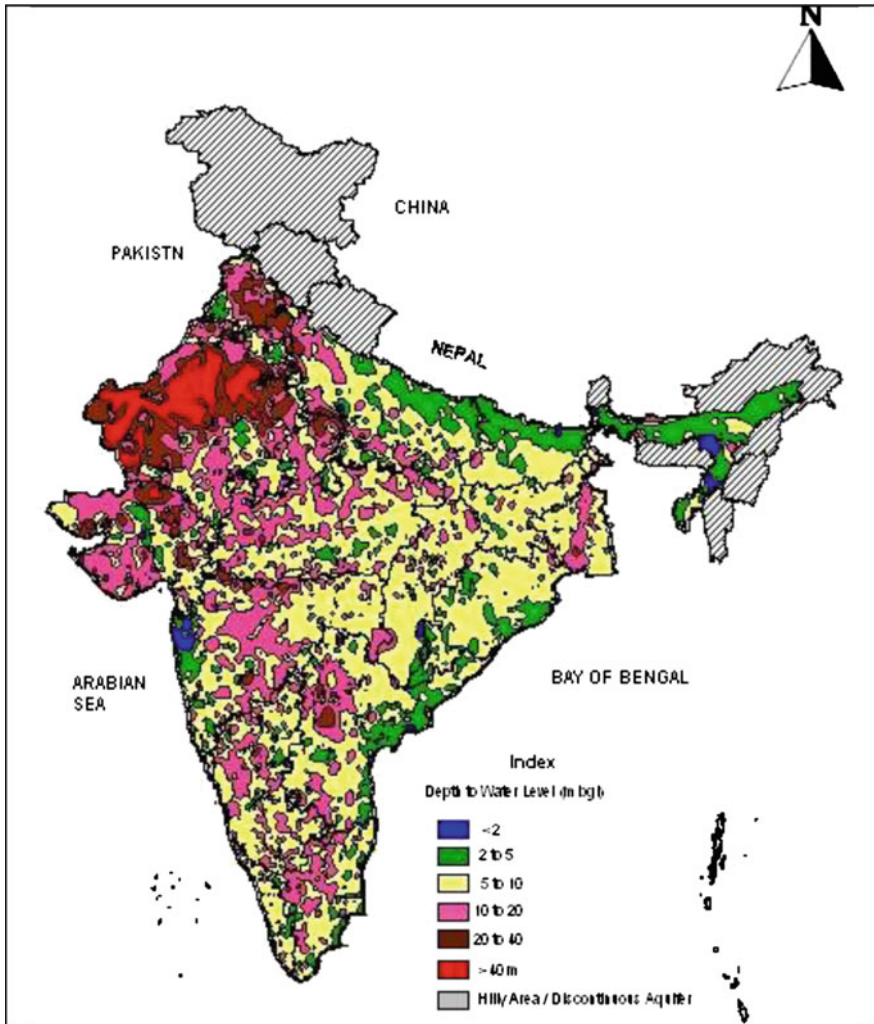 N
CHINA
PAKISTN
NEPAL
ARABIAN
SEA
BAY OF BENGAL
Index
Depth to Water Level (m bgl)
<2
2 to 5
5 to 10
10 to 20
20 to 40
>40 m
Hilly Area / Discontinuous Aquifer